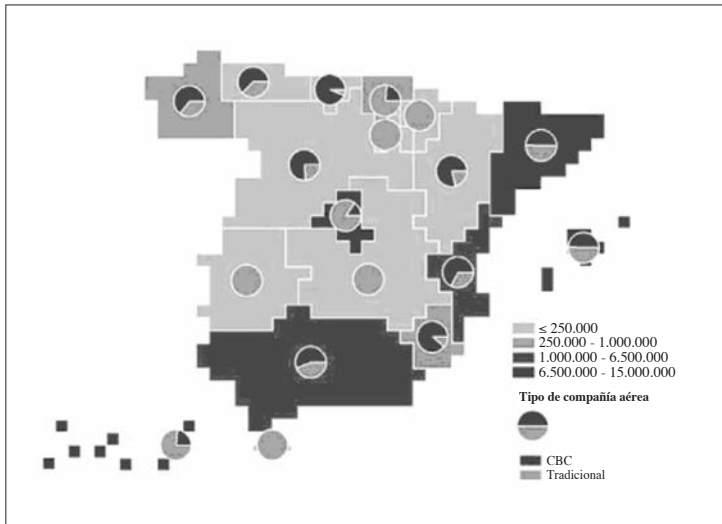 ≤ 250.000
250.000 - 1.000.000
1.000.000 - 6.500.000
6.500.000 - 15.000.000
Tipo de compañía aérea
CBC
Tradicional